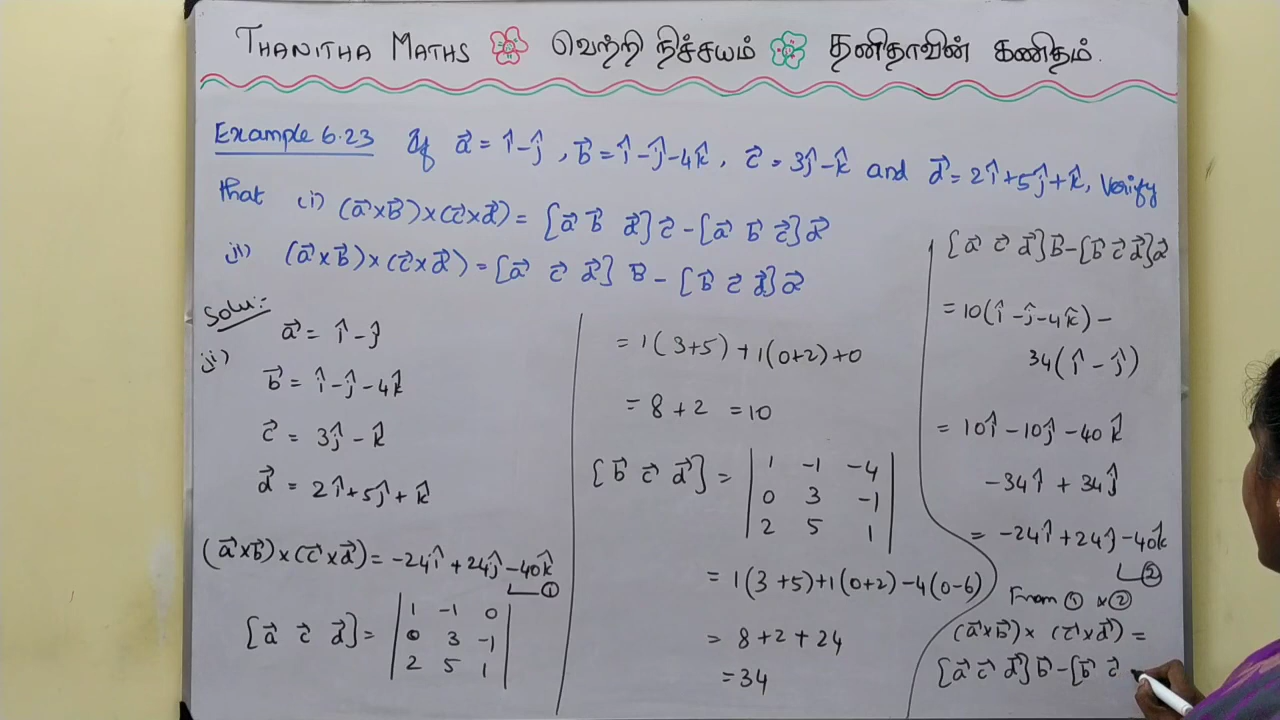 THANITHA MATHS வெற்றி நிச்சயம் தனிதாவின் கணிதம்.
Example 6.23 If a⃗ = î-ĵ, b⃗ = î-ĵ-4k̂, c⃗ = 3ĵ-k̂ and d⃗ = 2î+5ĵ+k̂, Verify
that (i) (a⃗×b⃗)×(c⃗×d⃗) = [a⃗ b⃗ d⃗]c⃗ - [a⃗ b⃗ c⃗]d⃗
ii) (a⃗×b⃗)×(c⃗×d⃗) = [a⃗ c⃗ d⃗] b⃗ - [b⃗ c⃗ d⃗]a⃗
Solu:-
ii)
a⃗ = î-ĵ
b⃗ = î-ĵ-4k̂
c⃗ = 3ĵ-k̂
d⃗ = 2î+5ĵ+k̂
(a⃗×b⃗)×(c⃗×d⃗) = -24î+24ĵ-40k̂
①
[a⃗ c⃗ d⃗] = | 1 -1 0 |
| 0 3 -1 |
| 2 5 1 |
= 1(3+5)+1(0+2)+0
= 8+2 = 10
[b⃗ c⃗ d⃗] = | 1 -1 -4 |
| 0 3 -1 |
| 2 5 1 |
= 1(3+5)+1(0+2)-4(0-6)
= 8+2+24
= 34
[a⃗ c⃗ d⃗]b⃗-[b⃗ c⃗ d⃗]a⃗
= 10(î-ĵ-4k̂) -
34(î-ĵ)
= 10î-10ĵ-40k̂
-34î+34ĵ
= -24î+24ĵ-40k̂
②
From ① × ②
(a⃗×b⃗)×(c⃗×d⃗) =
[a⃗ c⃗ d⃗]b⃗-[b⃗ c⃗